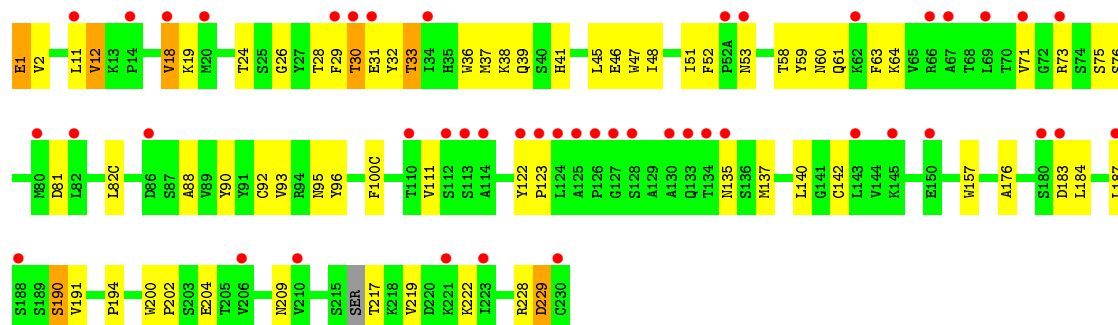 E1 V2 L11 V12 K13 P14 V18 K19 M20 T24 S25 G26 Y27 T28 F29 T30 E31 Y32 T33 I34 H35 W36 M37 K38 Q39 S40 H41 L45 E46 W47 I48 I51 F52 P52A N53 T58 Y59 N60 Q61 K62 F63 K64 V65 R66 A67 T68 L69 T70 V71 G72 R73 S74 S75 S76
M80 D81 L82 L82C D86 S87 A88 V89 Y90 Y91 C92 V93 R94 N95 Y96 F100C T110 V111 S112 S113 A114 Y122 P123 L124 A125 P126 G127 S128 A129 A130 Q133 T134 N135 S136 M137 L140 G141 C142 L143 V144 K145 E150 W157 A176 S180 D183 L184 L187
S188 S189 S190 V191 P194 W200 P202 S203 E204 T205 V206 N209 V210 S215 SER T217 K218 V219 D220 K221 K222 I223 R228 D229 C230